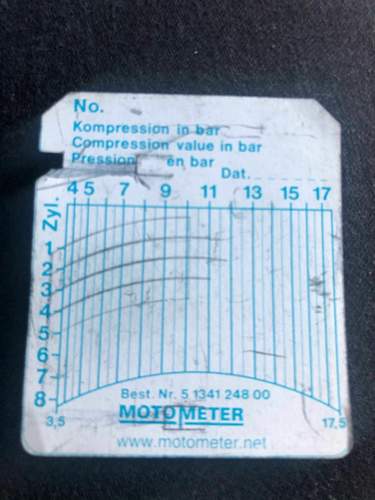 No.
Kompression in bar
Compression value in bar
Pression en bar
Dat.
4 5 7 9 11 13 15 17
Zyl.
1
2
3
4
5
6
7
8
3,5 17,5
Best. Nr. 5 1341 248 00
MOTOMETER
www.motometer.net